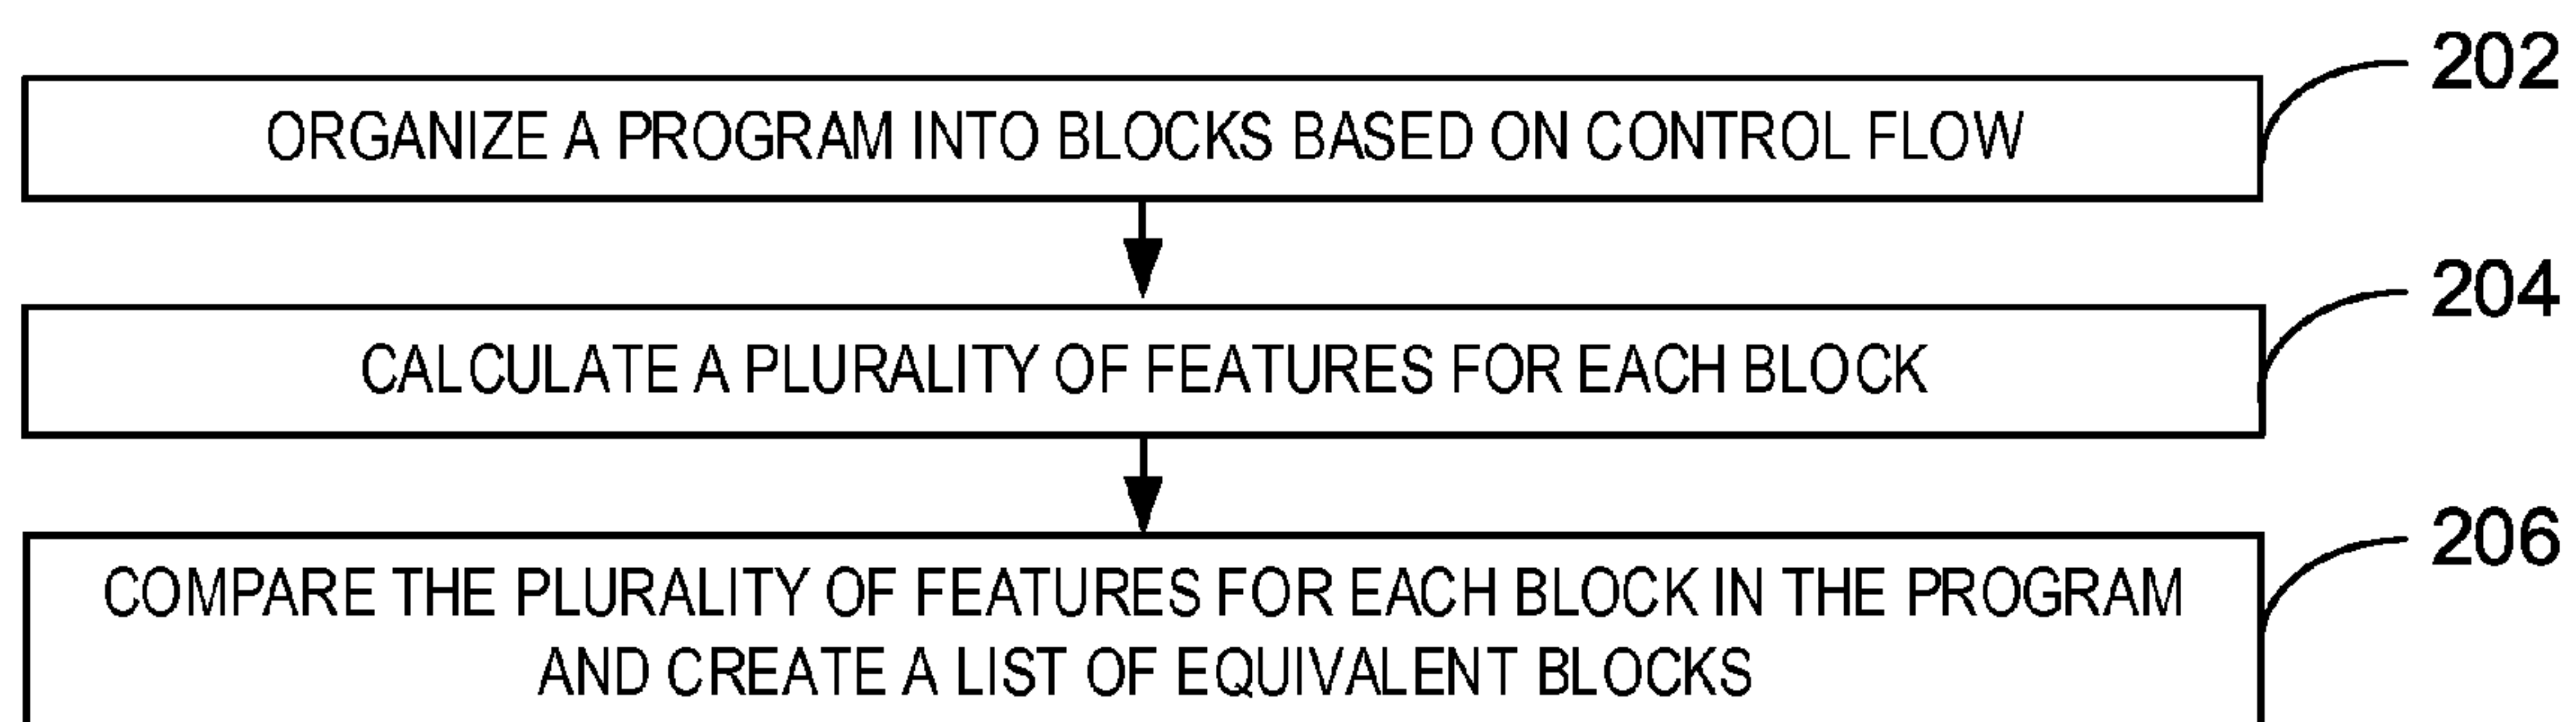 202
ORGANIZE A PROGRAM INTO BLOCKS BASED ON CONTROL FLOW
204
CALCULATE A PLURALITY OF FEATURES FOR EACH BLOCK
206
COMPARE THE PLURALITY OF FEATURES FOR EACH BLOCK IN THE PROGRAM
AND CREATE A LIST OF EQUIVALENT BLOCKS